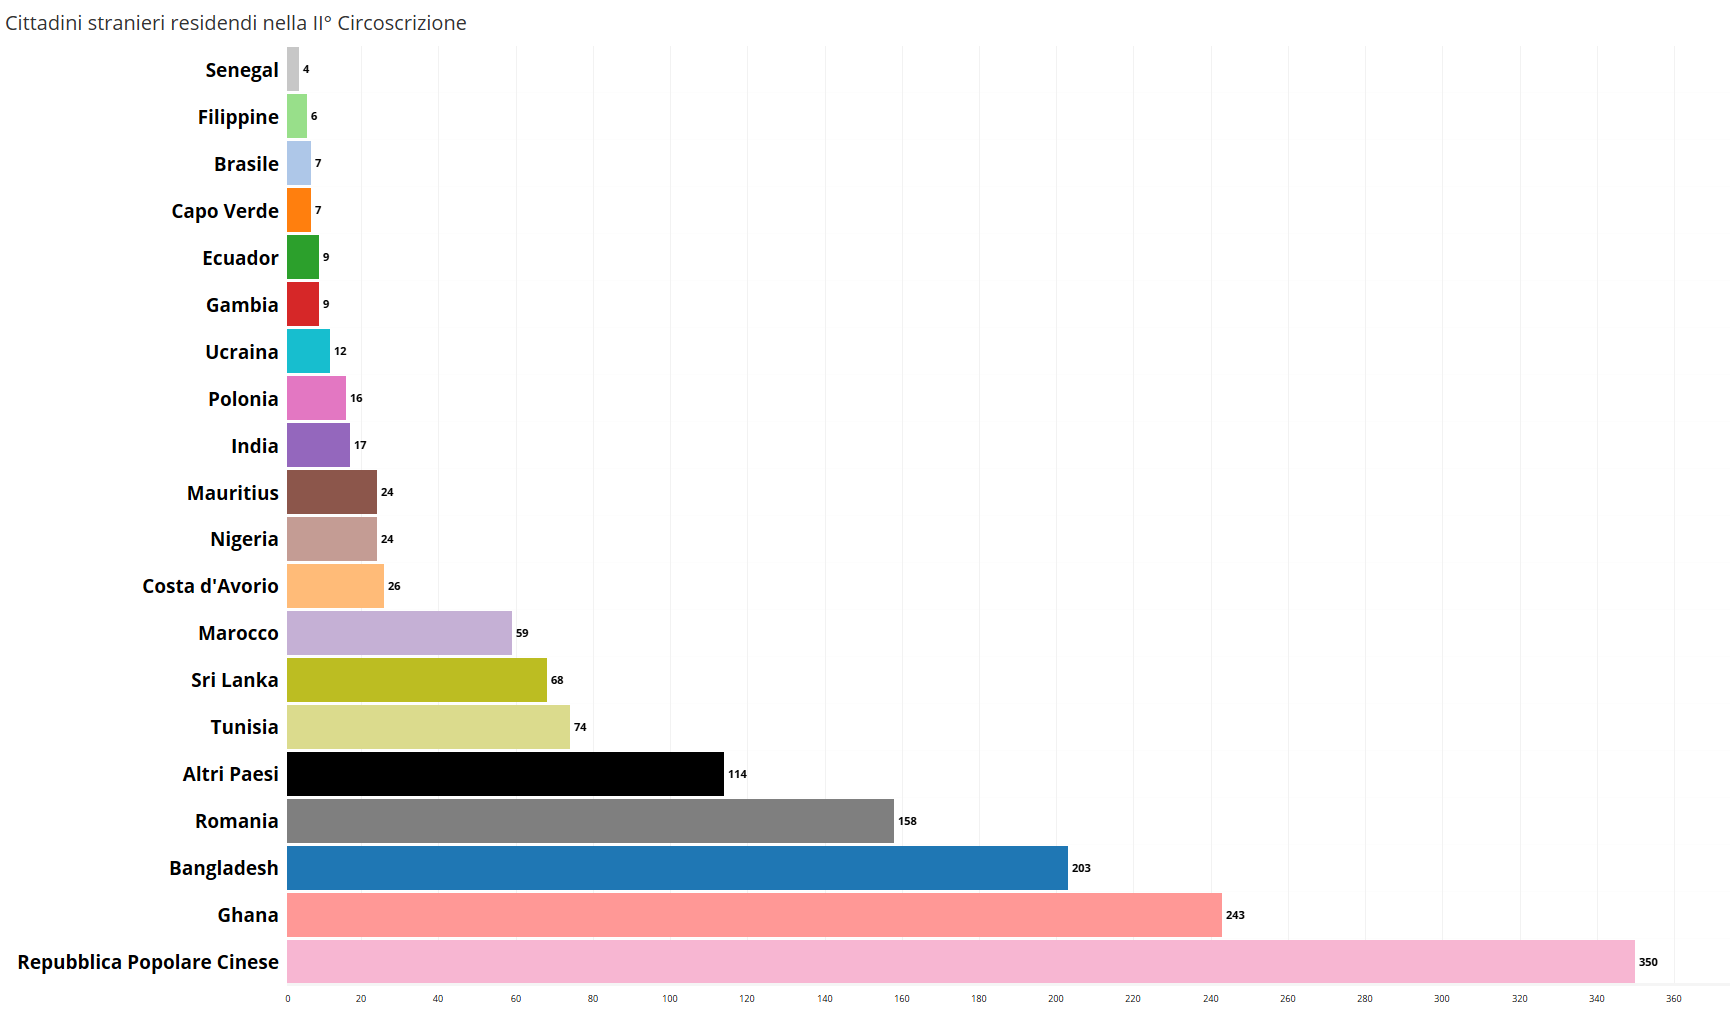 Cittadini stranieri residendi nella II° Circoscrizione
Senegal 4
Filippine 6
Brasile 7
Capo Verde 7
Ecuador 9
Gambia 9
Ucraina 12
Polonia 16
India 17
Mauritius 24
Nigeria 24
Costa d'Avorio 26
Marocco 59
Sri Lanka 68
Tunisia 74
Altri Paesi 114
Romania 158
Bangladesh 203
Ghana 243
Repubblica Popolare Cinese 350
0 20 40 60 80 100 120 140 160 180 200 220 240 260 280 300 320 340 360